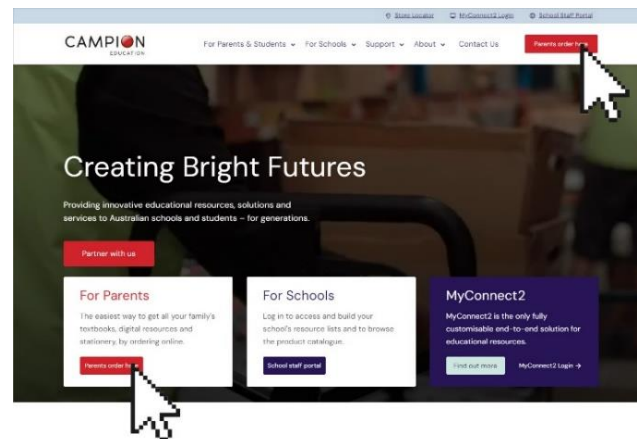 Store Locator MyConnect2 Login School Staff Portal
CAMPION
EDUCATION
For Parents & Students For Schools Support About Contact Us Parents order here
Creating Bright Futures
Providing innovative educational resources, solutions and
services to Australian schools and students – for generations.
Partner with us
For Parents
The easiest way to get all your family's
textbooks, digital resources and
stationery, by ordering online.
Parents order here
For Schools
Log in to access and build your
school's resource lists and to browse
the product catalogue.
School staff portal
MyConnect2
MyConnect2 is the only fully
customisable end-to-end solution for
educational resources.
Find out more MyConnect2 Login →